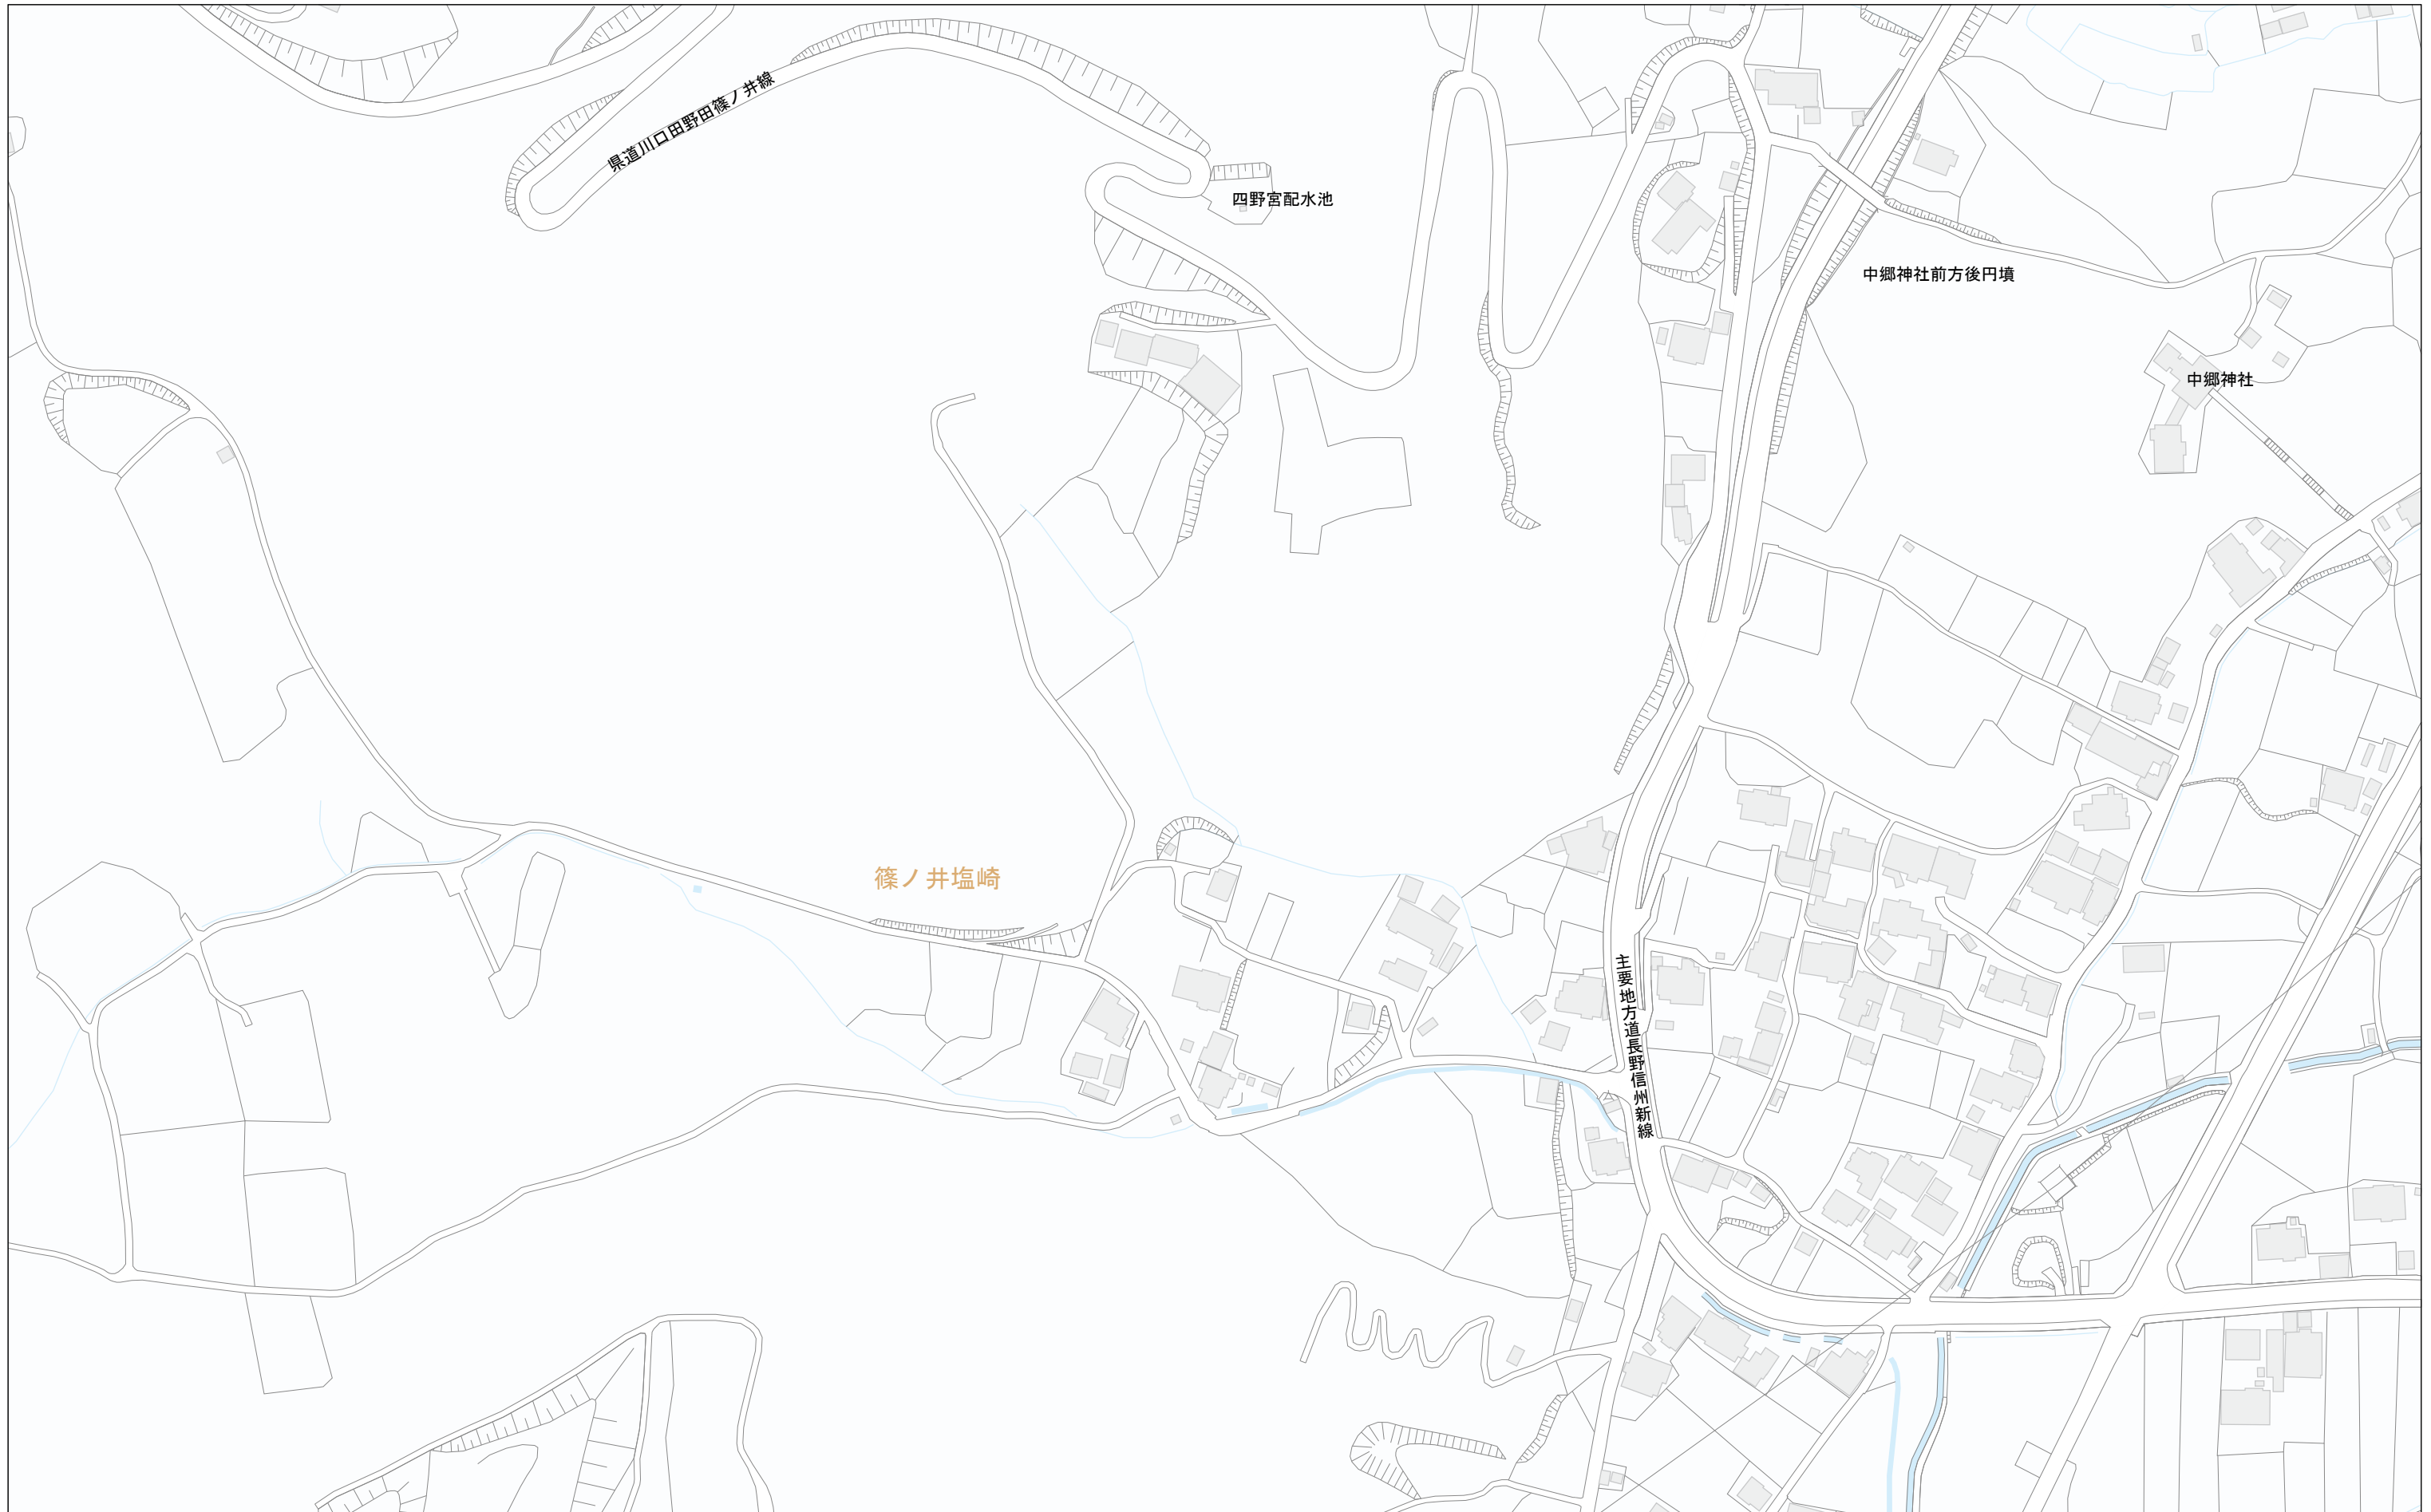 県道川口田野田篠ノ井線
四野宮配水池
中郷神社前方後円墳
中郷神社
篠ノ井塩崎
主要地方道長野信州新線